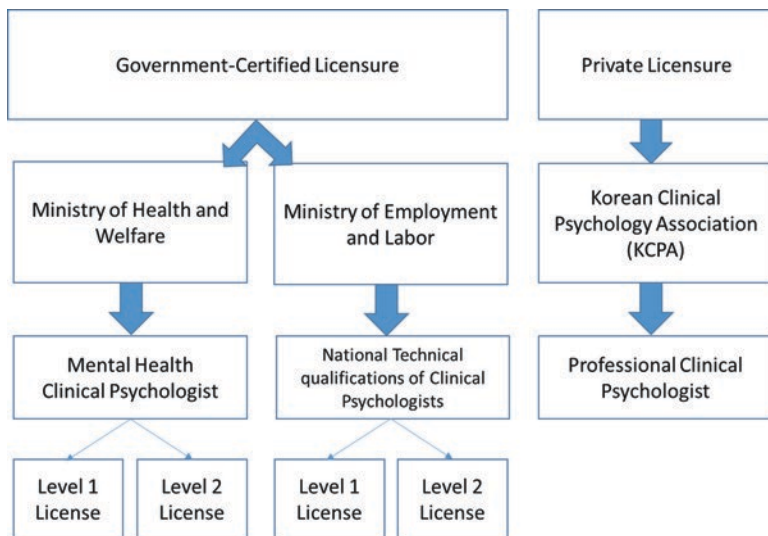 Government-Certified Licensure
Private Licensure
Ministry of Health and
Welfare
Ministry of Employment
and Labor
Korean Clinical
Psychology Association
(KCPA)
Mental Health
Clinical Psychologist
National Technical
qualifications of Clinical
Psychologists
Professional Clinical
Psychologist
Level 1
License
Level 2
License
Level 1
License
Level 2
License